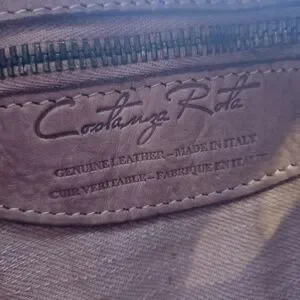 Costanza Rota
GENUINE LEATHER – MADE IN ITALY
CUIR VERITABLE – FABRIQUE EN ITALIE